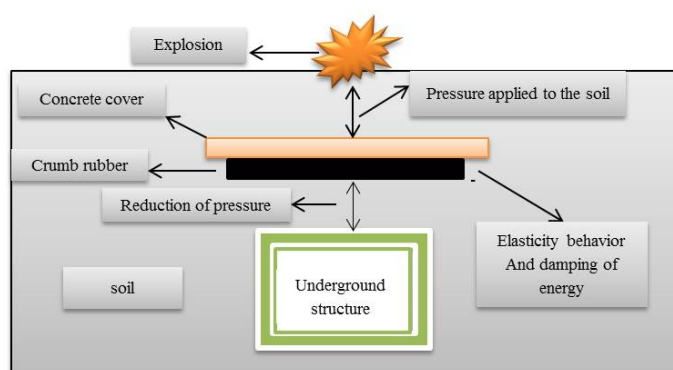 Explosion
Concrete cover
Pressure applied to the soil
Crumb rubber
Reduction of pressure
Elasticity behavior
And damping of
energy
soil
Underground
structure